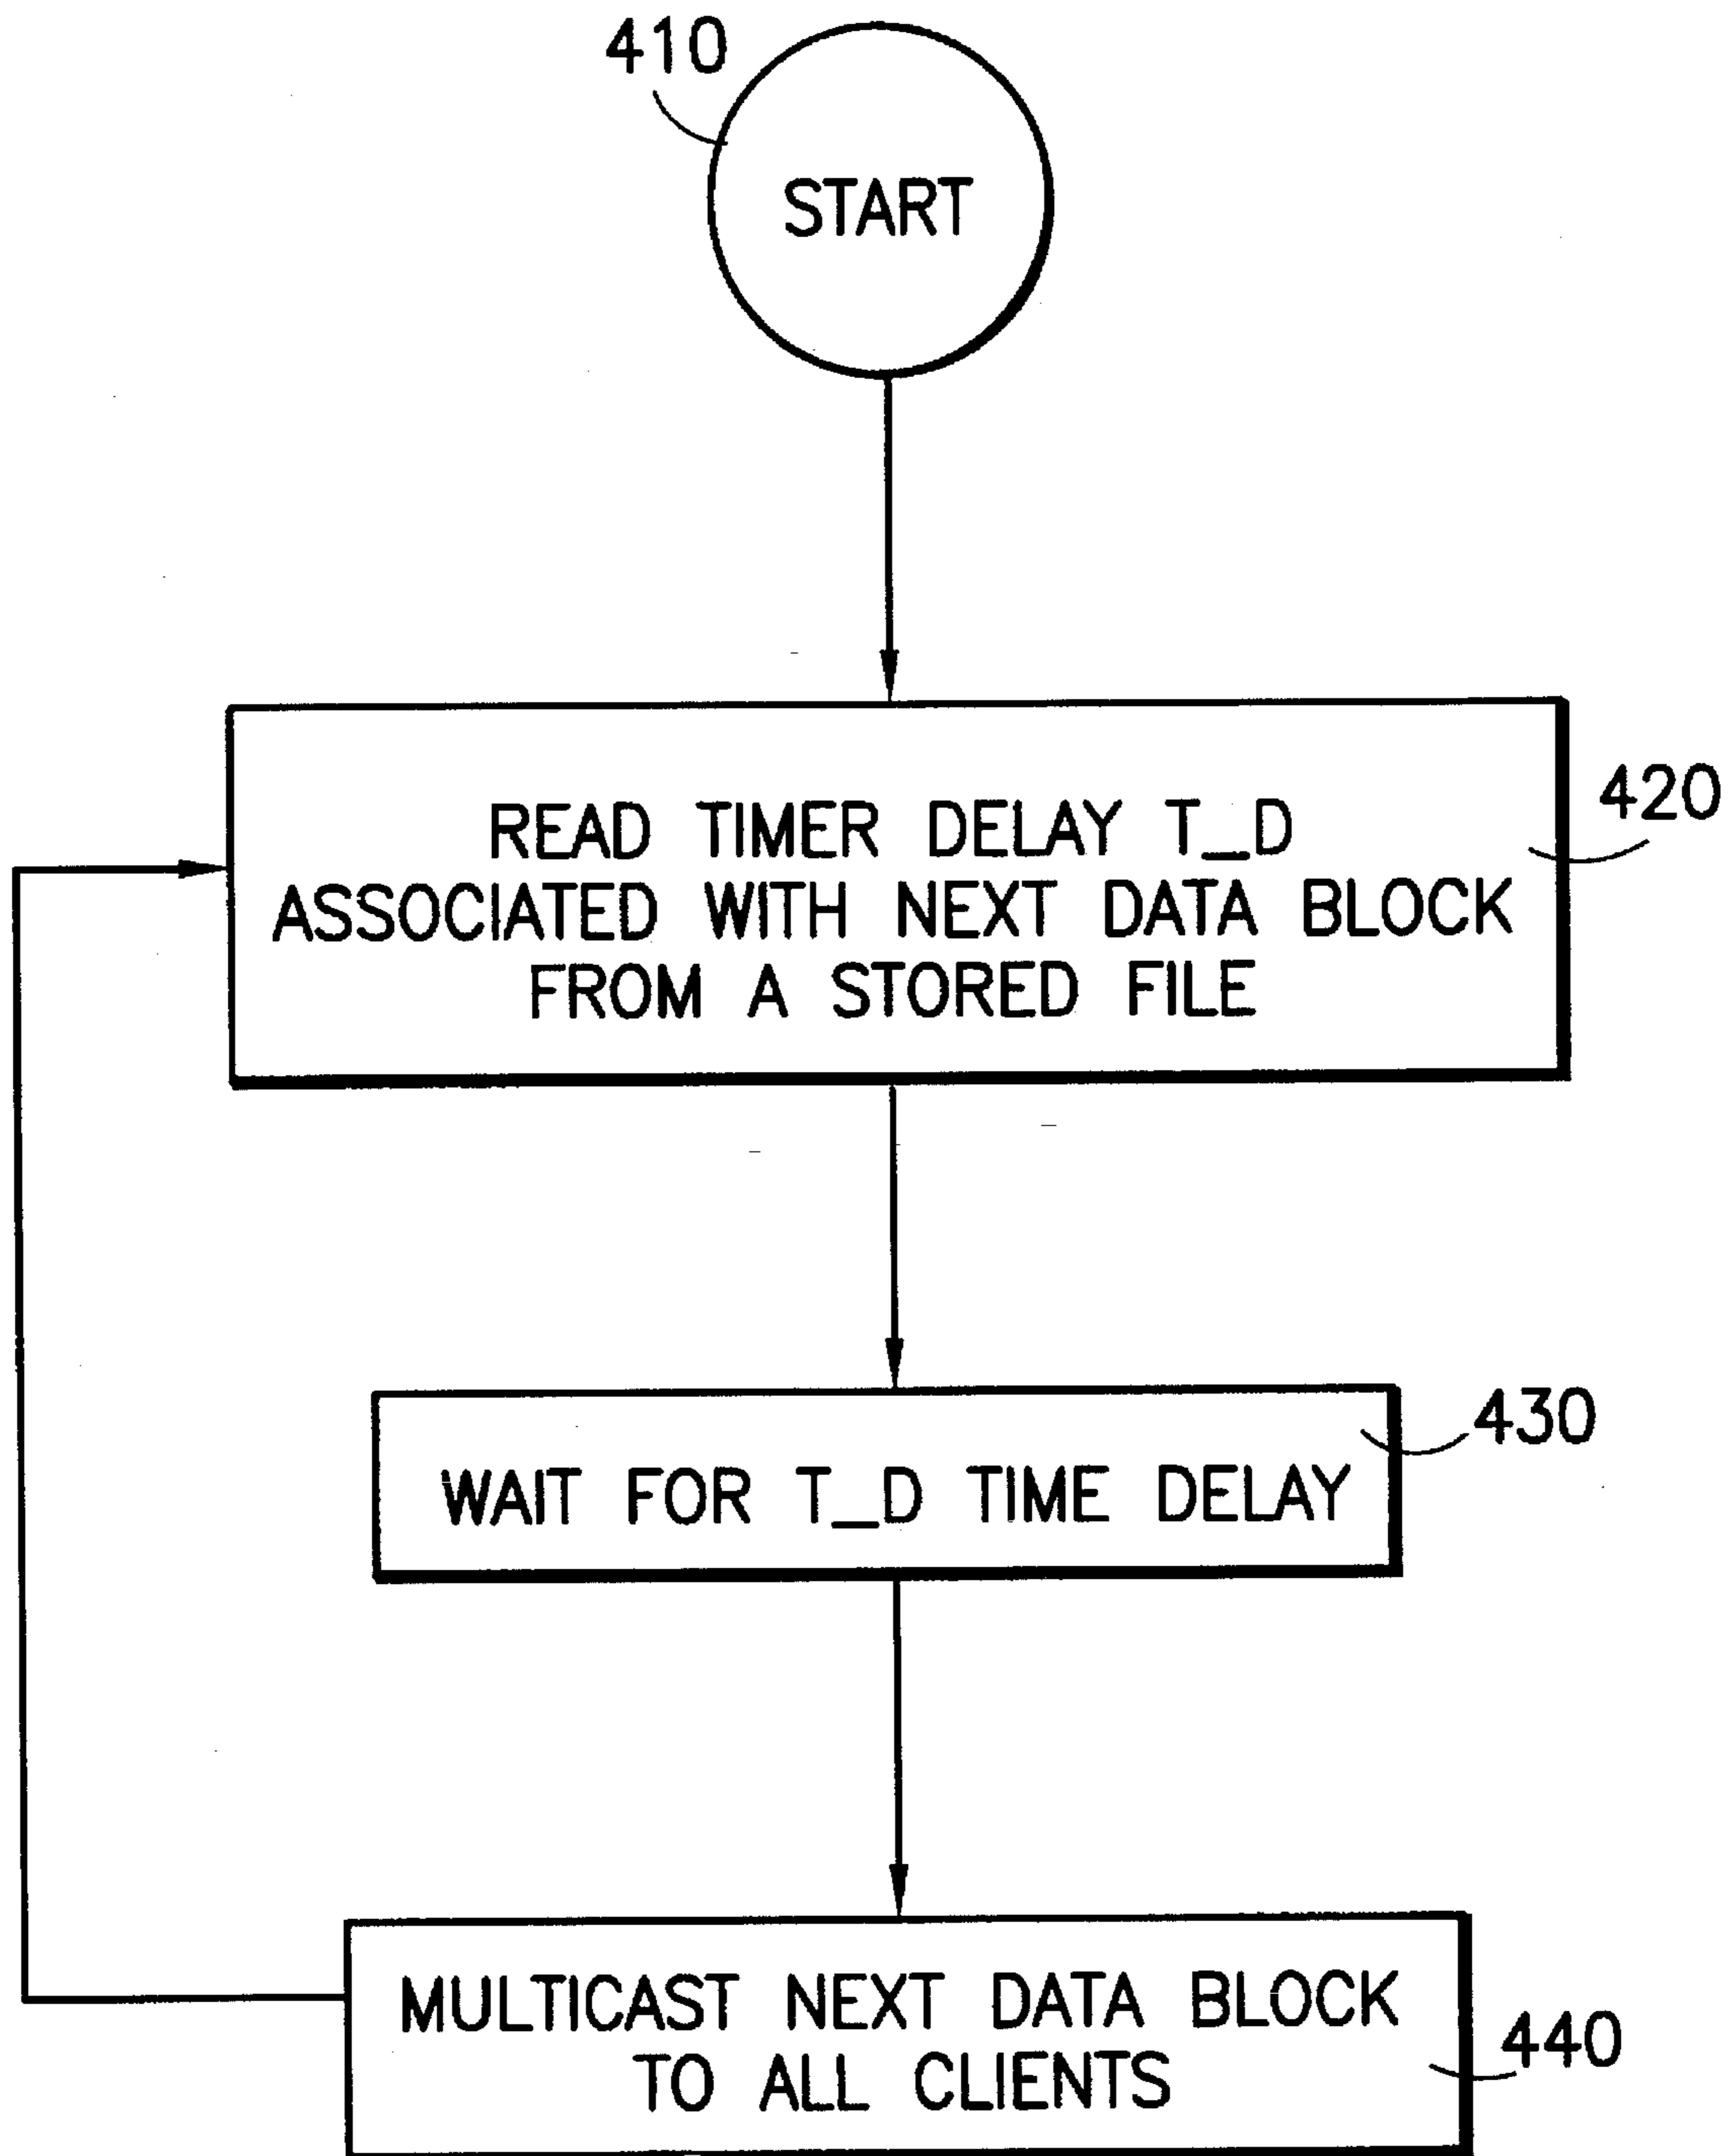 410
START
READ TIMER DELAY T_D
420
ASSOCIATED WITH NEXT DATA BLOCK
FROM A STORED FILE
430
WAIT FOR T_D TIME DELAY
MULTICAST NEXT DATA BLOCK
440
TO ALL CLIENTS